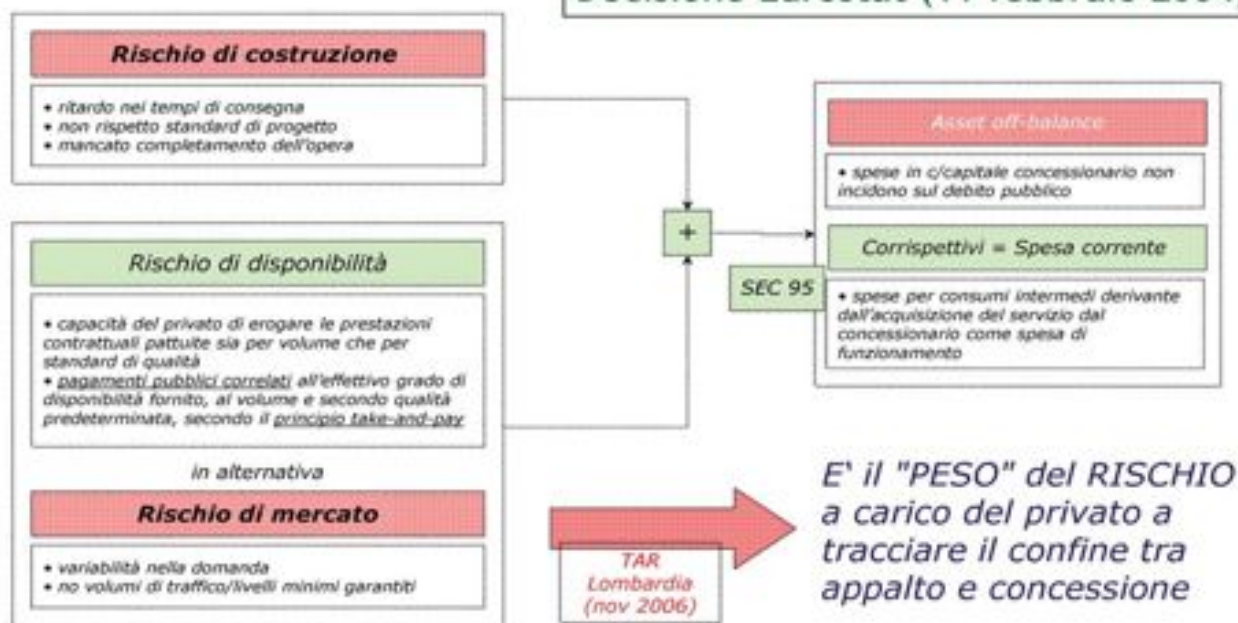 Decisione Eurostat (11 febbraio 2004)
Rischio di costruzione
• ritardo nei tempi di consegna
• non rispetto standard di progetto
• mancato completamento dell'opera
Rischio di disponibilità
• capacità del privato di erogare le prestazioni
contrattuali pattuite sia per volume che per
standard di qualità
• pagamenti pubblici correlati all'effettivo grado di
disponibilità fornito, al volume e secondo qualità
predeterminata, secondo il principio take-and-pay
in alternativa
Rischio di mercato
• variabilità nella domanda
• no volumi di traffico/livelli minimi garantiti
+
SEC 95
Asset off-balance
• spese in c/capitale concessionario non
incidono sul debito pubblico
Corrispettivi = Spesa corrente
• spese per consumi intermedi derivante
dall'acquisizione del servizio dal
concessionario come spesa di
funzionamento
TAR
Lombardia
(nov 2006)
E' il "PESO" del RISCHIO
a carico del privato a
tracciare il confine tra
appalto e concessione